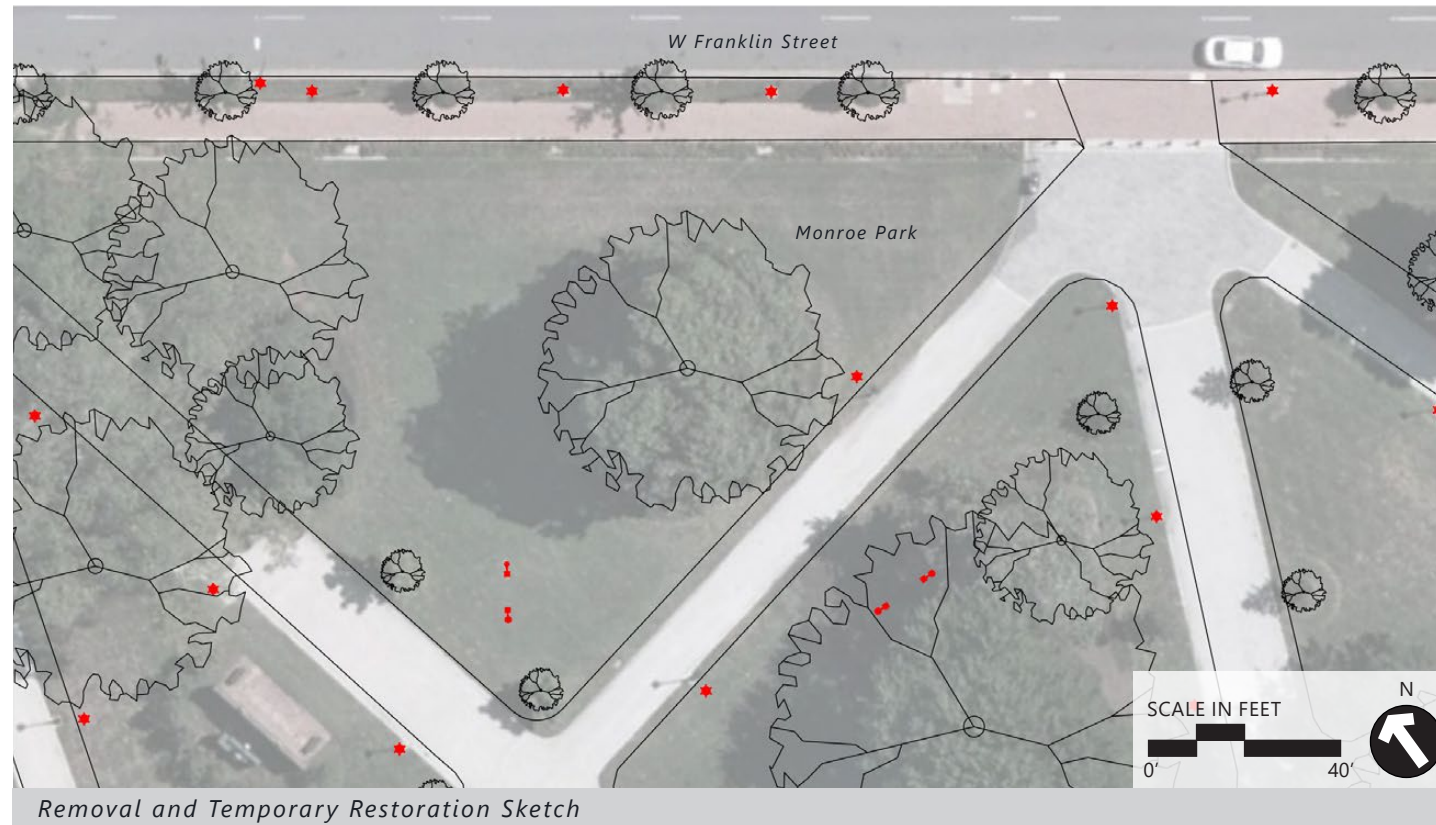 W Franklin Street
Monroe Park
N
SCALE IN FEET
0'
40'
Removal and Temporary Restoration Sketch